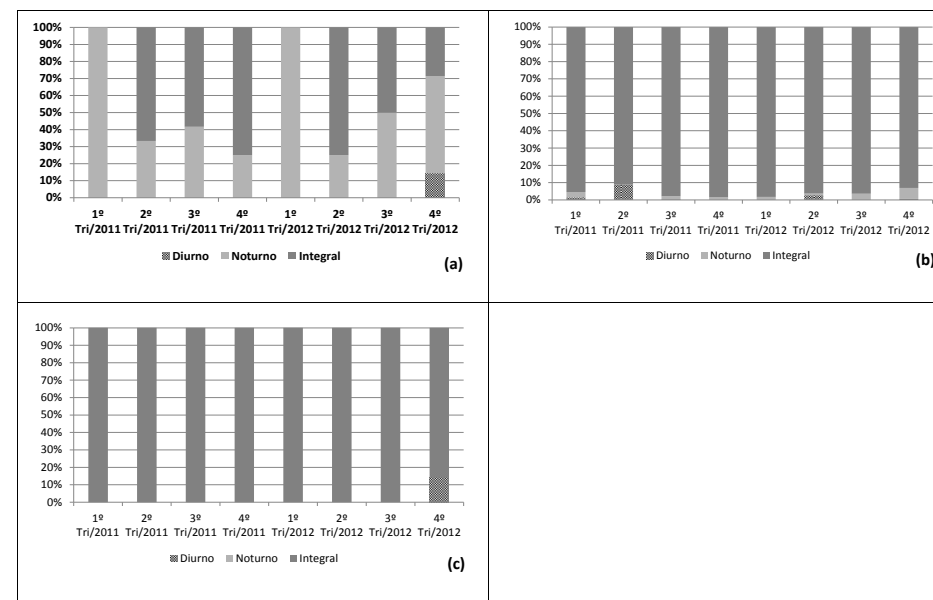 100%
90%
80%
70%
60%
50%
40%
30%
20%
10%
0%
1º 2º 3º 4º 1º 2º 3º 4º
Tri/2011 Tri/2011 Tri/2011 Tri/2011 Tri/2012 Tri/2012 Tri/2012 Tri/2012
Diurno Noturno Integral
(a)
100%
90%
80%
70%
60%
50%
40%
30%
20%
10%
0%
1º 2º 3º 4º 1º 2º 3º 4º
Tri/2011 Tri/2011 Tri/2011 Tri/2011 Tri/2012 Tri/2012 Tri/2012 Tri/2012
Diurno Noturno Integral
(b)
100%
90%
80%
70%
60%
50%
40%
30%
20%
10%
0%
1º 2º 3º 4º 1º 2º 3º 4º
Tri/2011 Tri/2011 Tri/2011 Tri/2011 Tri/2012 Tri/2012 Tri/2012 Tri/2012
Diurno Noturno Integral
(c)